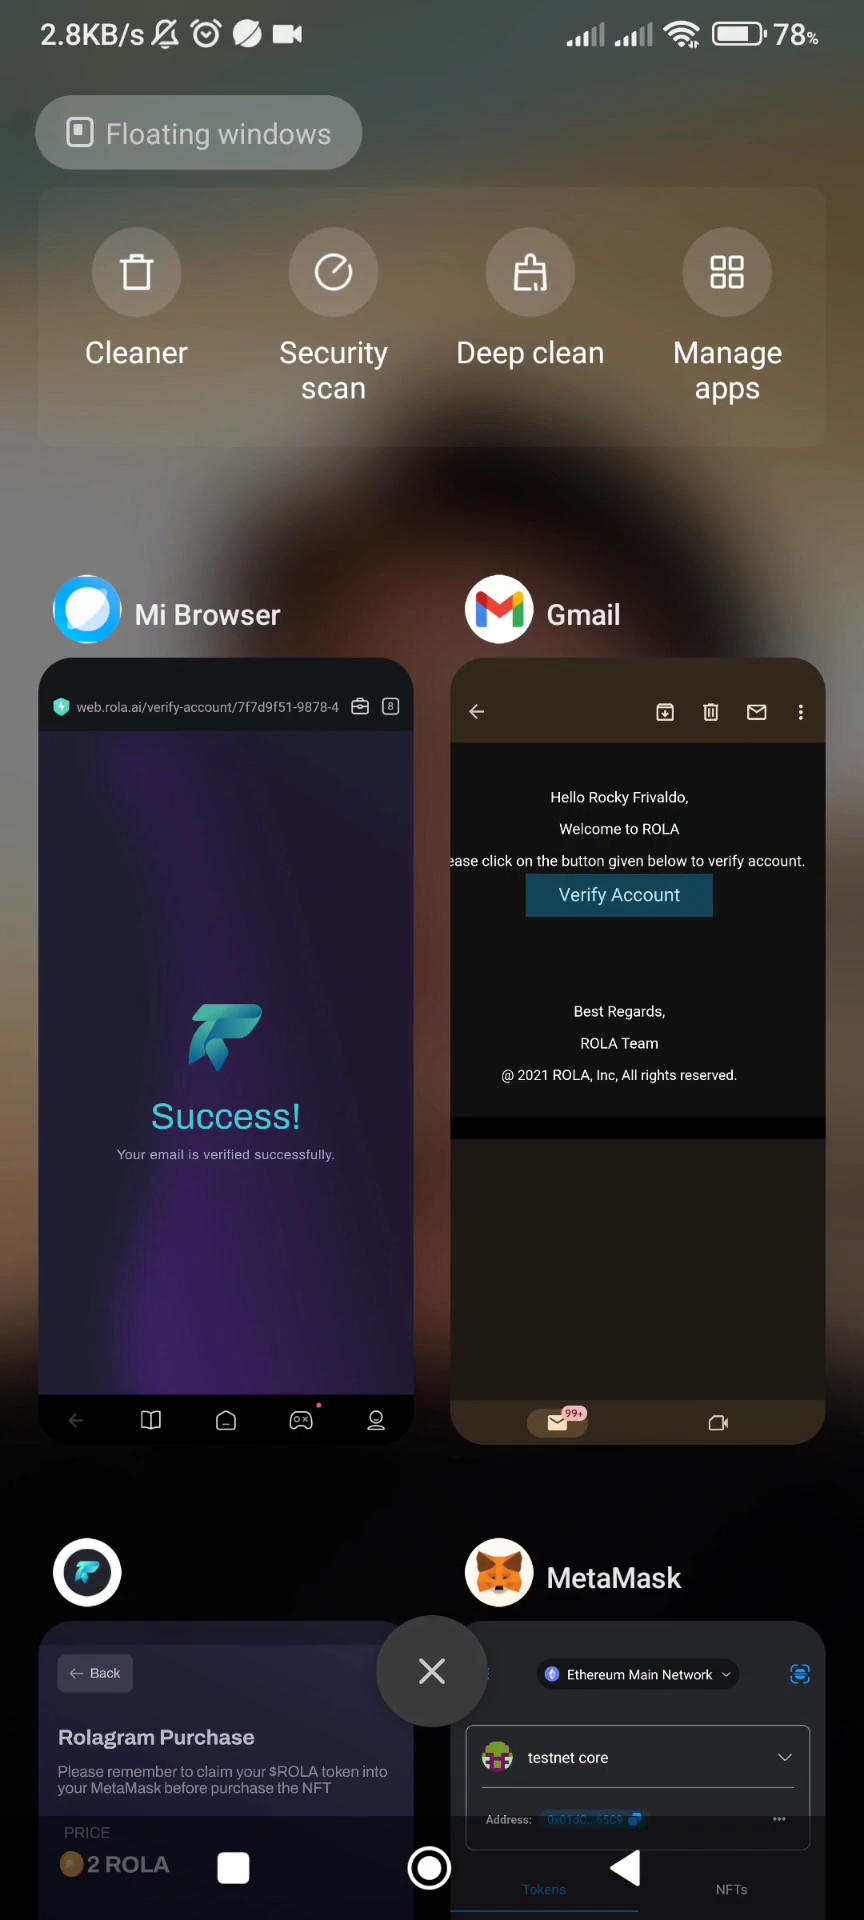 2.8KB/s 78%
Floating windows
Cleaner
Security
scan
Deep clean
Manage
apps
Mi Browser
web.rola.ai/verify-account/7f7d9f51-9878-4 8
Success!
Your email is verified successfully.
Gmail
Hello Rocky Frivaldo,
Welcome to ROLA
ease click on the button given below to verify account.
Verify Account
Best Regards,
ROLA Team
@ 2021 ROLA, Inc, All rights reserved.
99+
← Back
Rolagram Purchase
Please remember to claim your $ROLA token into
your MetaMask before purchase the NFT
PRICE
2 ROLA
MetaMask
Ethereum Main Network
testnet core
Address: 0x01dC...65C9
Tokens NFTs